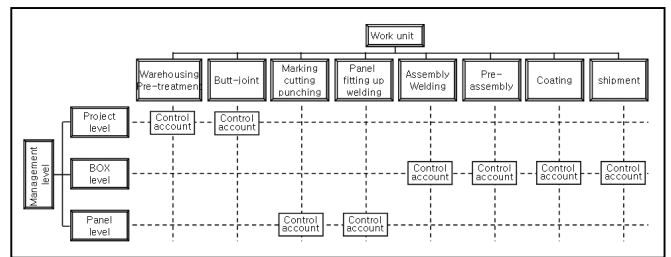 Work unit
Warehousing
Pre-treatment
Butt-joint
Marking
cutting
punching
Panel
fitting up
welding
Assembly
Welding
Pre-
assembly
Coating
shipment
Management
level
Project
level
Control
account
Control
account
BOX
level
Control
account
Control
account
Control
account
Control
account
Panel
level
Control
account
Control
account